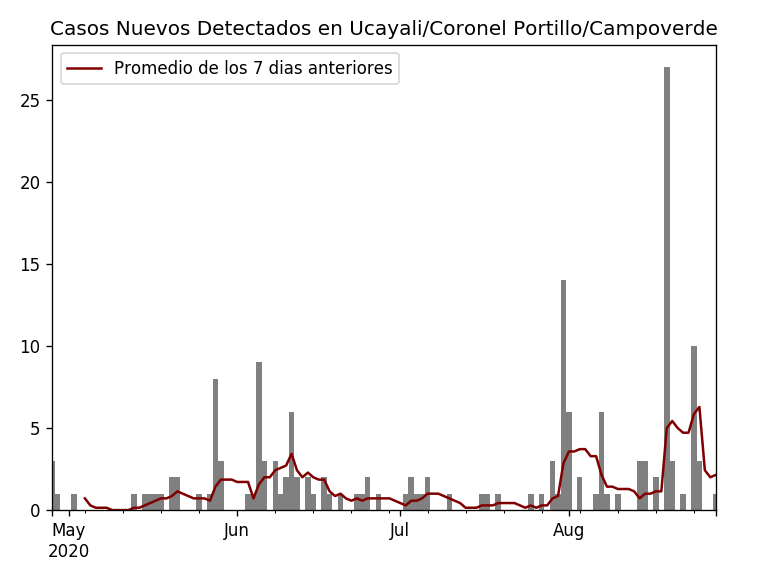 Casos Nuevos Detectados en Ucayali/Coronel Portillo/Campoverde
Promedio de los 7 dias anteriores
25
20
15
10
5
0
May Jun Jul Aug
2020